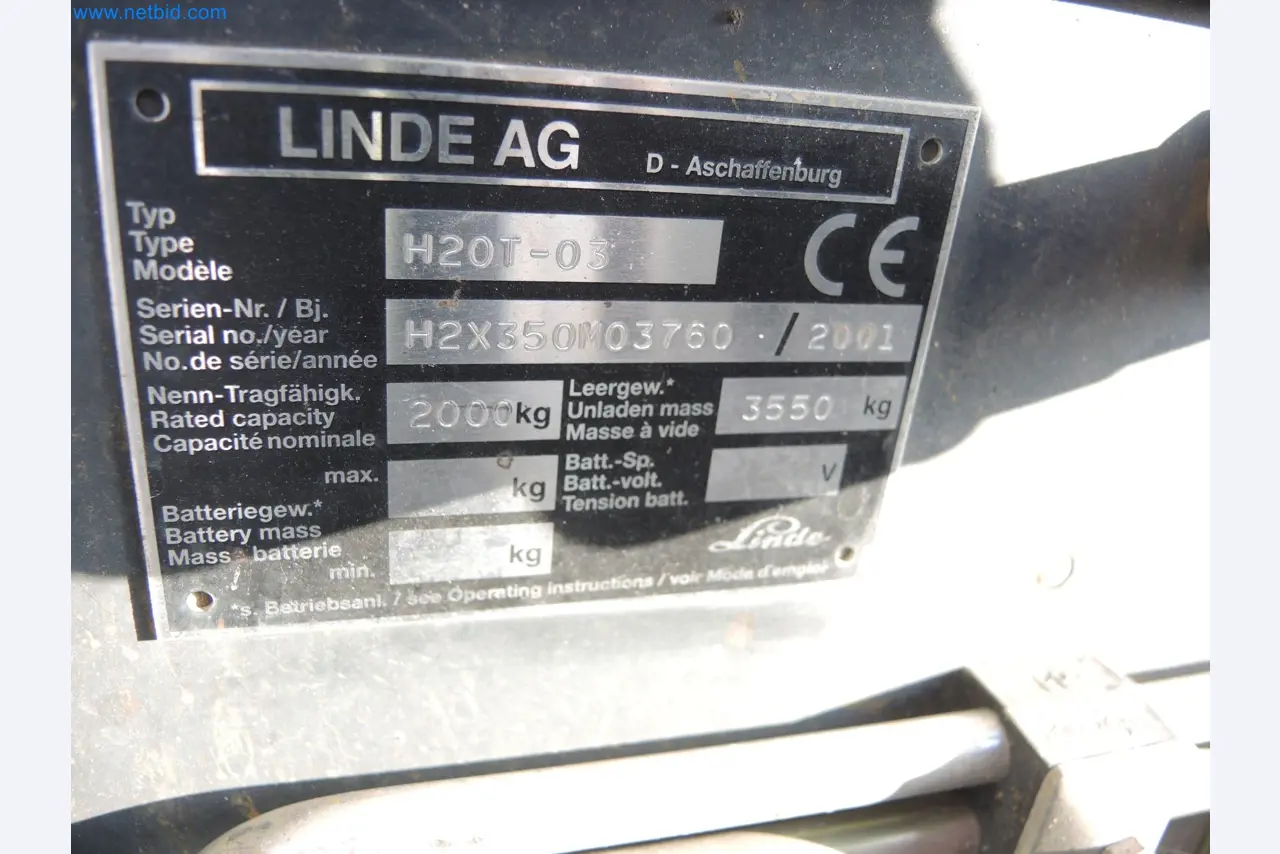 www.netbid.com
LINDE AG D - Aschaffenburg
Typ
Type
Modèle
H20T-03
CE
Serien-Nr. / Bj.
Serial no./year
No.de série/année
H2X350M03760 / 2001
Nenn-Tragfähigk.
Rated capacity
Capacité nominale
2000 kg
Leergew.*
Unladen mass
Masse à vide
3550 kg
max.
kg
Batteriegew.*
Battery mass
Mass batterie
min.
kg
Batt.-Sp.
Batt.-volt.
Tension batt.
V
Linde
*s. Betriebsanl. / see Operating instructions / voir Mode d'emploi